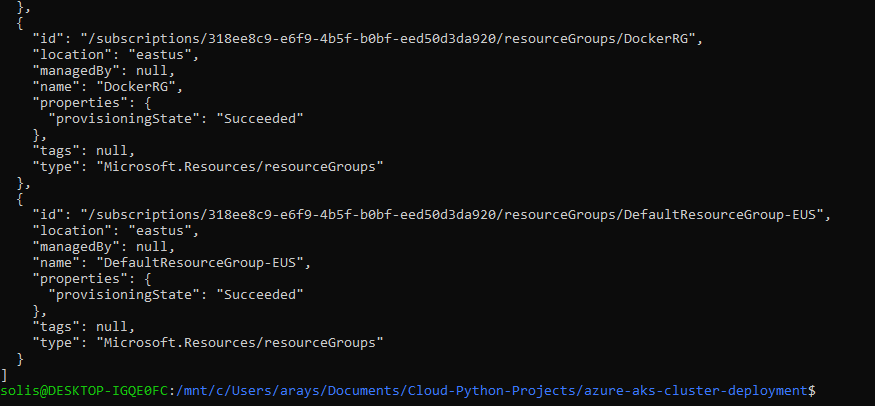 },
{
"id": "/subscriptions/318ee8c9-e6f9-4b5f-b0bf-eed50d3da920/resourceGroups/DockerRG",
"location": "eastus",
"managedBy": null,
"name": "DockerRG",
"properties": {
"provisioningState": "Succeeded"
},
"tags": null,
"type": "Microsoft.Resources/resourceGroups"
},
{
"id": "/subscriptions/318ee8c9-e6f9-4b5f-b0bf-eed50d3da920/resourceGroups/DefaultResourceGroup-EUS",
"location": "eastus",
"managedBy": null,
"name": "DefaultResourceGroup-EUS",
"properties": {
"provisioningState": "Succeeded"
},
"tags": null,
"type": "Microsoft.Resources/resourceGroups"
}
]
solis@DESKTOP-IGQE0FC:/mnt/c/Users/arays/Documents/Cloud-Python-Projects/azure-aks-cluster-deployment$